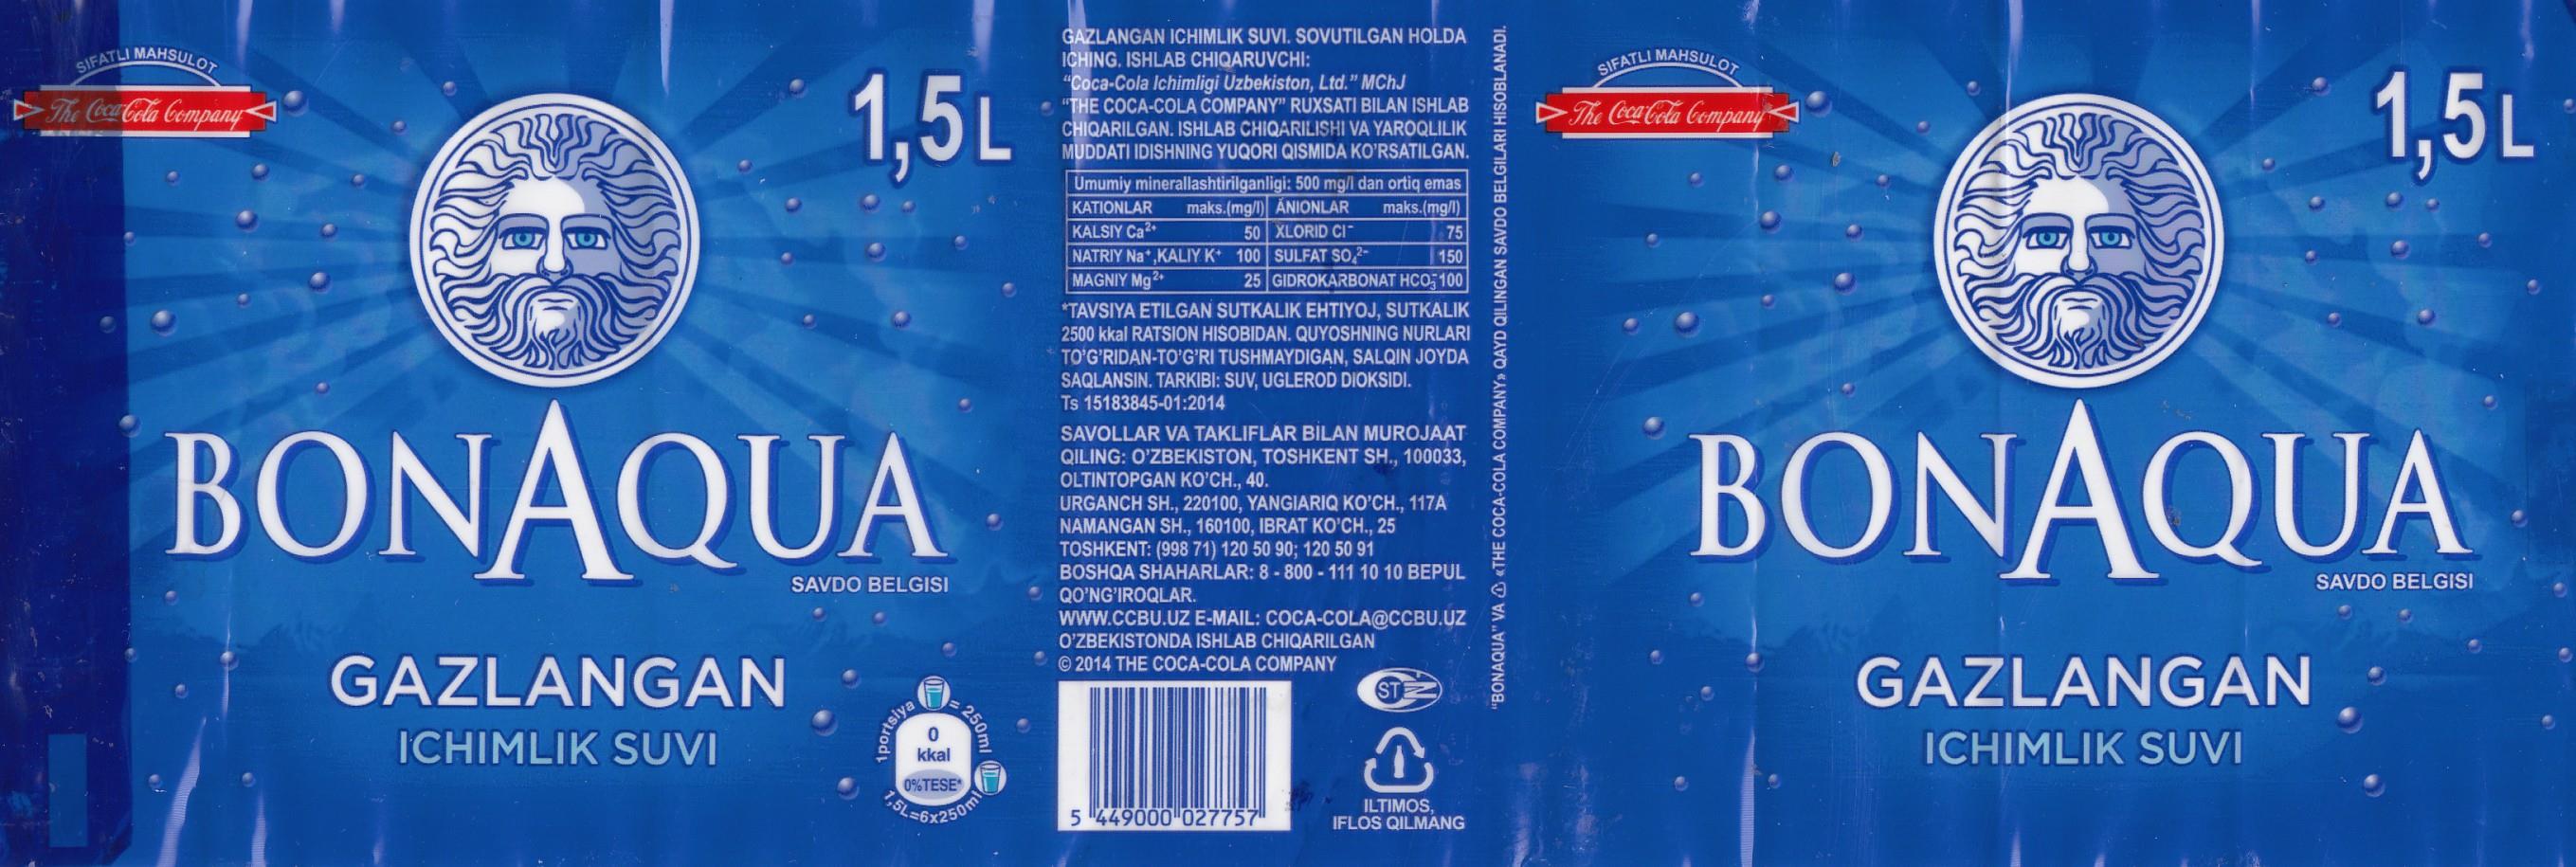 SIFATLI MAHSULOT
The Coca-Cola Company
1,5L
BONAQUA
SAVDO BELGISI
GAZLANGAN
ICHIMLIK SUVI
1portsiya = 250ml
0
kkal
0%TESE*
1,5L=6x250ml
GAZLANGAN ICHIMLIK SUVI. SOVUTILGAN HOLDA
ICHING. ISHLAB CHIQARUVCHI:
“Coca-Cola Ichimligi Uzbekiston, Ltd.” MChJ
“THE COCA-COLA COMPANY” RUXSATI BILAN ISHLAB
CHIQARILGAN. ISHLAB CHIQARILISHI VA YAROQLILIK
MUDDATI IDISHNING YUQORI QISMIDA KO’RSATILGAN.
Umumiy minerallashtirilganligi: 500 mg/l dan ortiq emas
KATIONLAR maks.(mg/l) ANIONLAR maks.(mg/l)
KALSIY Ca²⁺ 50 XLORID Cl⁻ 75
NATRIY Na⁺,KALIY K⁺ 100 SULFAT SO₄²⁻ 150
MAGNIY Mg²⁺ 25 GIDROKARBONAT HCO₃⁻ 100
*TAVSIYA ETILGAN SUTKALIK EHTIYOJ, SUTKALIK
2500 kkal RATSION HISOBIDAN. QUYOSHNING NURLARI
TO’G’RIDAN-TO’G’RI TUSHMAYDIGAN, SALQIN JOYDA
SAQLANSIN. TARKIBI: SUV, UGLEROD DIOKSIDI.
Ts 15183845-01:2014
SAVOLLAR VA TAKLIFLAR BILAN MUROJAAT
QILING: O’ZBEKISTON, TOSHKENT SH., 100033,
OLTINTOPGAN KO’CH., 40.
URGANCH SH., 220100, YANGIARIQ KO’CH., 117A
NAMANGAN SH., 160100, IBRAT KO’CH., 25
TOSHKENT: (998 71) 120 50 90; 120 50 91
BOSHQA SHAHARLAR: 8 - 800 - 111 10 10 BEPUL
QO’NG’IROQLAR.
WWW.CCBU.UZ E-MAIL: COCA-COLA@CCBU.UZ
O’ZBEKISTONDA ISHLAB CHIQARILGAN
© 2014 THE COCA-COLA COMPANY
5 449000 027757
ST
ILTIMOS,
IFLOS QILMANG
“BONAQUA” VA «THE COCA-COLA COMPANY» QAYD QILINGAN SAVDO BELGILARI HISOBLANADI.
SIFATLI MAHSULOT
The Coca-Cola Company
1,5L
BONAQUA
SAVDO BELGISI
GAZLANGAN
ICHIMLIK SUVI